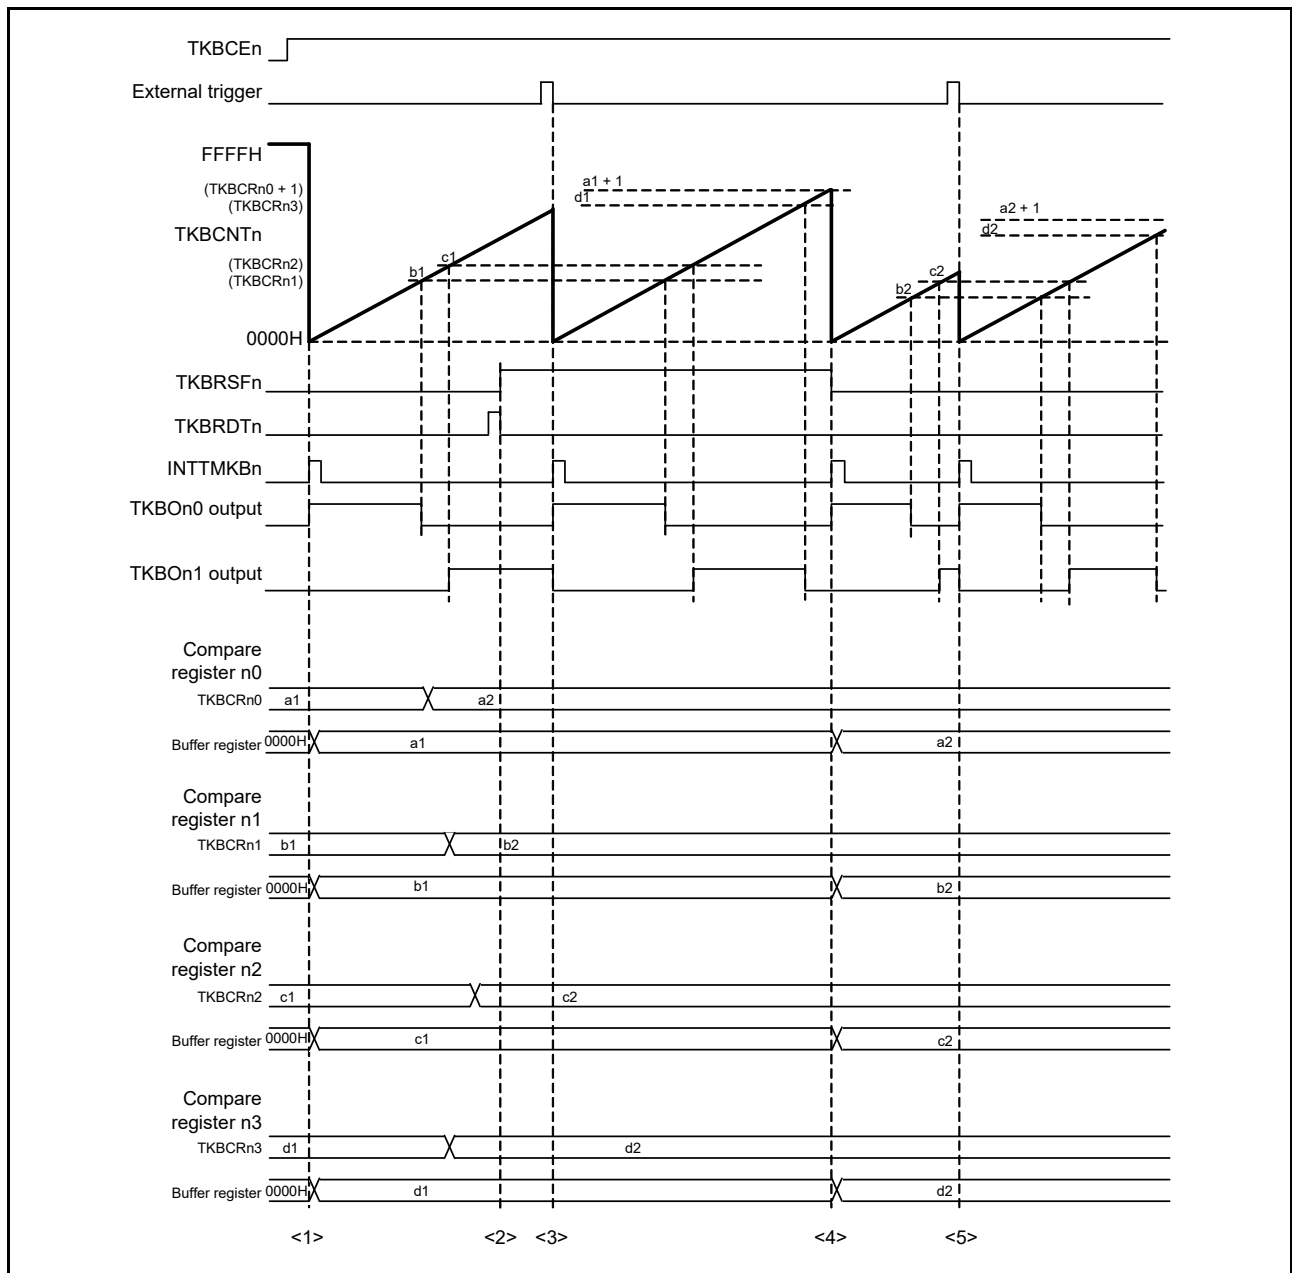 TKBCEn
External trigger
FFFFH
(TKBCRn0 + 1)
a1 + 1
(TKBCRn3)
d1
a2 + 1
TKBCNTn
d2
(TKBCRn2)
c1
(TKBCRn1)
b1
c2
b2
0000H
TKBRSFn
TKBRDTn
INTTMKBn
TKBOn0 output
TKBOn1 output
Compare
register n0
TKBCRn0 a1 a2
Buffer register 0000H a1 a2
Compare
register n1
TKBCRn1 b1 b2
Buffer register 0000H b1 b2
Compare
register n2
TKBCRn2 c1 c2
Buffer register 0000H c1 c2
Compare
register n3
TKBCRn3 d1 d2
Buffer register 0000H d1 d2
<1> <2> <3> <4> <5>